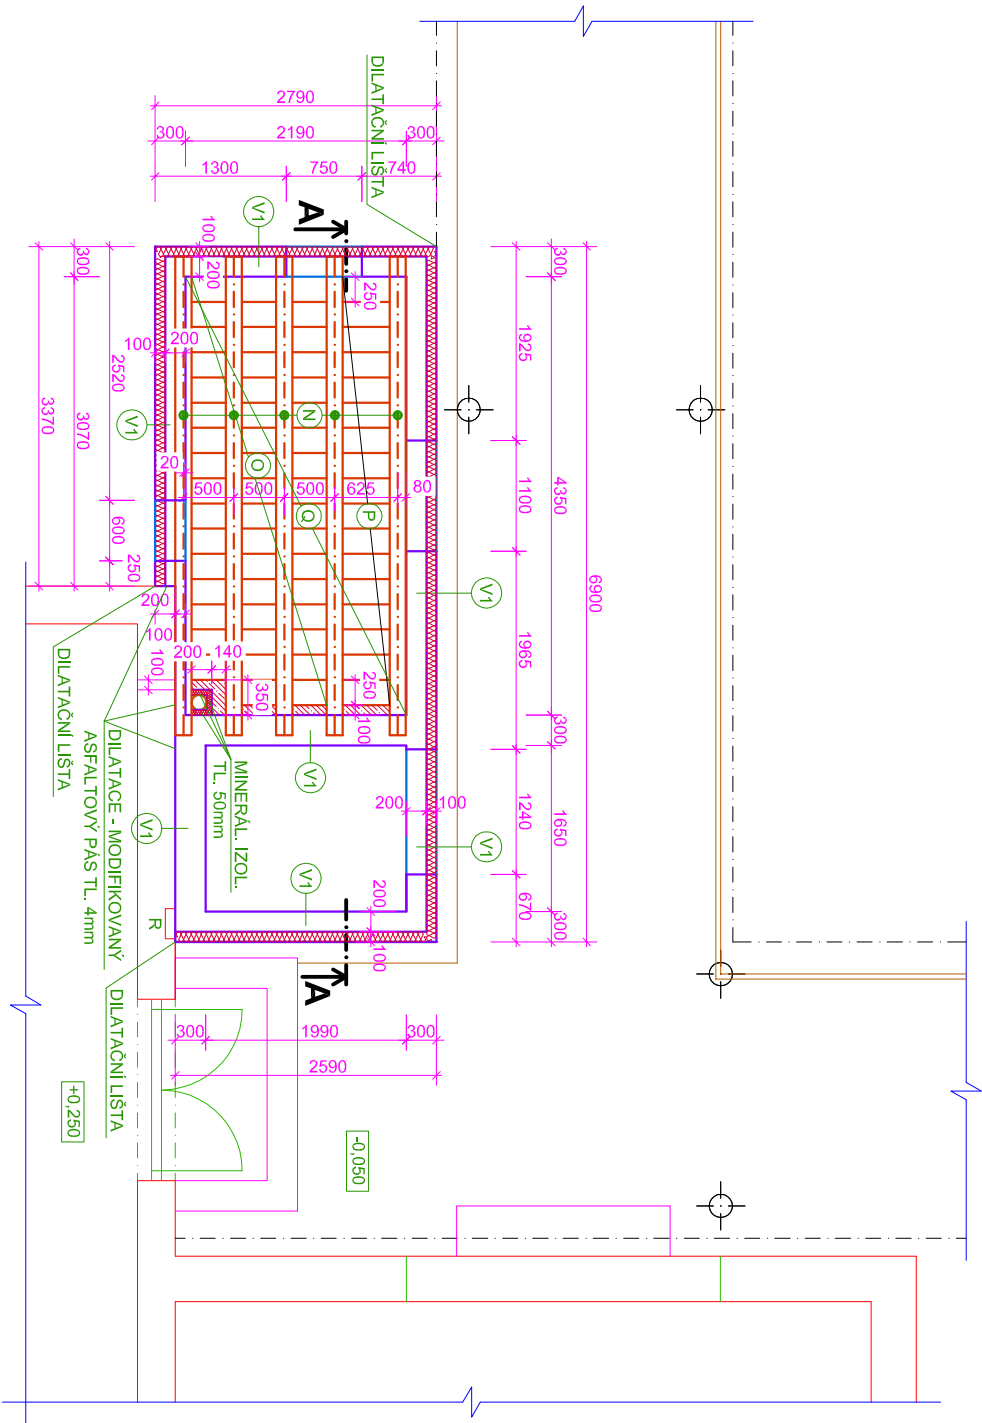 DILATAČNÍ LIŠTA
2790
300
2190
300
1300
750
740
A
V1
100
200
250
300
4350
300
1650
300
6900
1925
1100
1965
1240
670
300
3070
3370
2520
600
250
100
200
V1
20
N
O
Q
P
500
500
500
625
80
V1
200
100
200
140
100
350
250
100
V1
V1
V1
V1
200
100
200
100
MINERÁL. IZOL.
TL. 50mm
DILATAČNÍ LIŠTA
DILATACE - MODIFIKOVANÝ
ASFALTOVÝ PÁS TL. 4mm
R
A
DILATAČNÍ LIŠTA
300
1990
300
2590
+0,250
-0,050